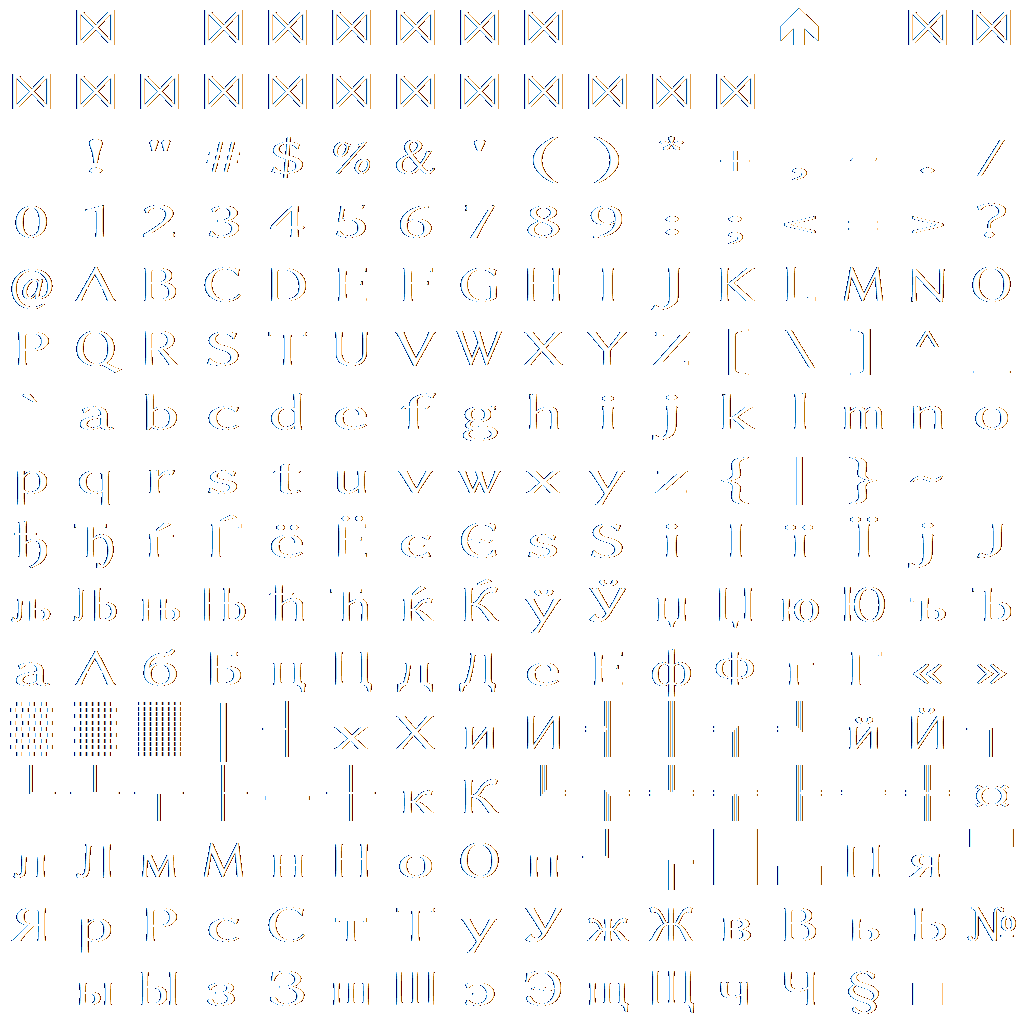 ! " # $ % & ' ( ) * + , - . /
0 1 2 3 4 5 6 7 8 9 : ; < = > ?
@ A B C D E F G H I J K L M N O
P Q R S T U V W X Y Z [ \ ] ^ _
` a b c d e f g h i j k l m n o
p q r s t u v w x y z { | } ~
ђ Ђ ѓ Ѓ ё Ё є Є ѕ Ѕ і І ї Ї ј Ј
љ Љ њ Њ ћ Ћ ќ Ќ ў Ў џ Џ ю Ю ъ Ъ
а А б Б ц Ц д Д е Е ф Ф г Г « »
░ ▒ ▓ │ ┤ х Х и И ╣ ║ ╗ ╝ й Й ┐
└ ┴ ┬ ├ ─ ┼ к К ╚ ╔ ╩ ╦ ╠ ═ ╬ ¤
л Л м М н Н о О п ┘ ┌ █ ▄ П я ▀
Я р Р с С т Т у У ж Ж в В ь Ь №
ы Ы з З ш Ш э Э щ Щ ч Ч § ■